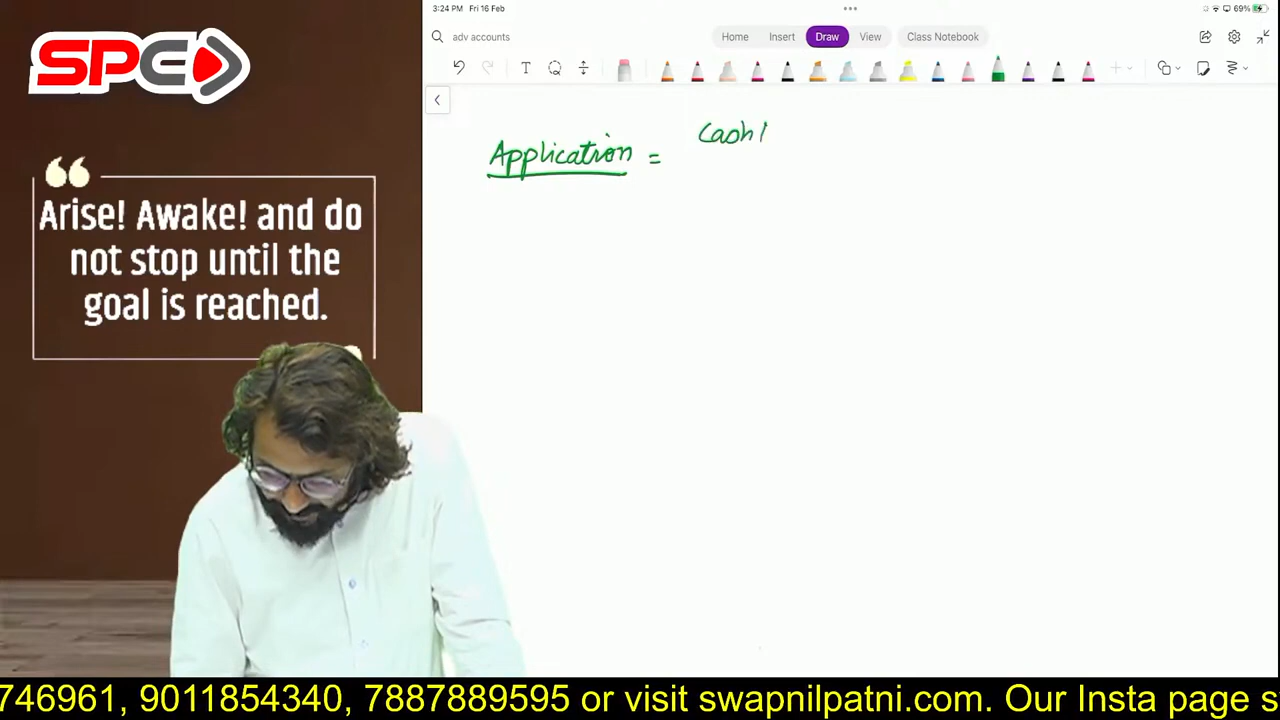 SPE
3:24 PM Fri 16 Feb
69%
adv accounts
Home Insert Draw View Class Notebook
T
“
Arise! Awake! and do
not stop until the
goal is reached.
Application = Cash /
746961, 9011854340, 7887889595 or visit swapnilpatni.com. Our Insta page s